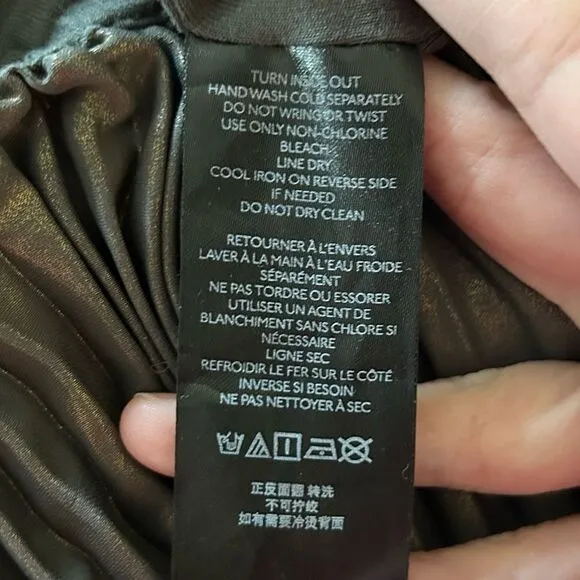 TURN INSIDE OUT
HAND WASH COLD SEPARATELY
DO NOT WRING OR TWIST
USE ONLY NON-CHLORINE
BLEACH
LINE DRY
COOL IRON ON REVERSE SIDE
IF NEEDED
DO NOT DRY CLEAN
RETOURNER À L'ENVERS
LAVER À LA MAIN À L'EAU FROIDE
SÉPARÉMENT
NE PAS TORDRE OU ESSORER
UTILISER UN AGENT DE
BLANCHIMENT SANS CHLORE SI
NÉCESSAIRE
LIGNE SEC
REFROIDIR LE FER SUR LE CÔTÉ
INVERSE SI BESOIN
NE PAS NETTOYER À SEC
正反面翻 转洗
不可拧绞
如有需要冷烫背面